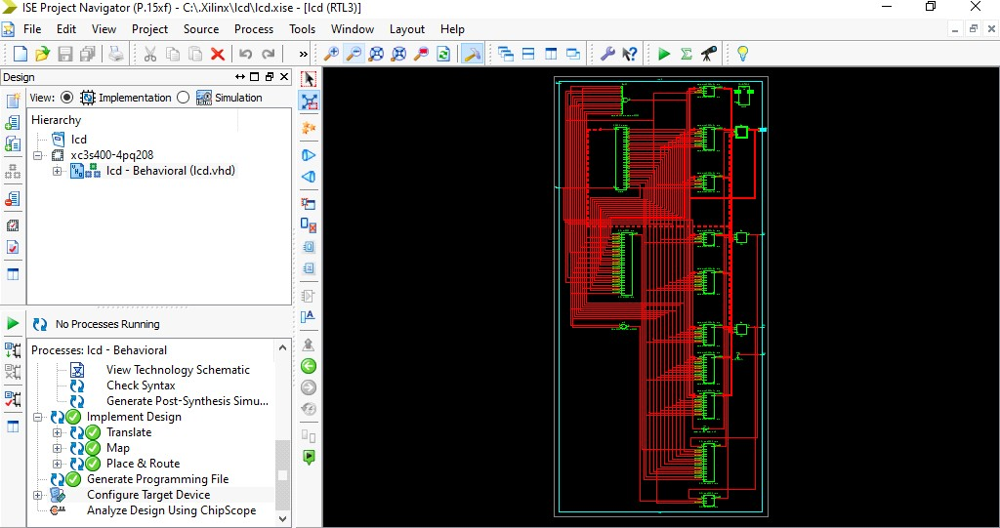 ISE Project Navigator (P.15xf) - C:\.Xilinx\lcd\lcd.xise - [lcd (RTL3)]
File Edit View Project Source Process Tools Window Layout Help
Design
View: Implementation Simulation
Hierarchy
lcd
xc3s400-4pq208
lcd - Behavioral (lcd.vhd)
No Processes Running
Processes: lcd - Behavioral
View Technology Schematic
Check Syntax
Generate Post-Synthesis Simu...
Implement Design
Translate
Map
Place & Route
Generate Programming File
Configure Target Device
Analyze Design Using ChipScope